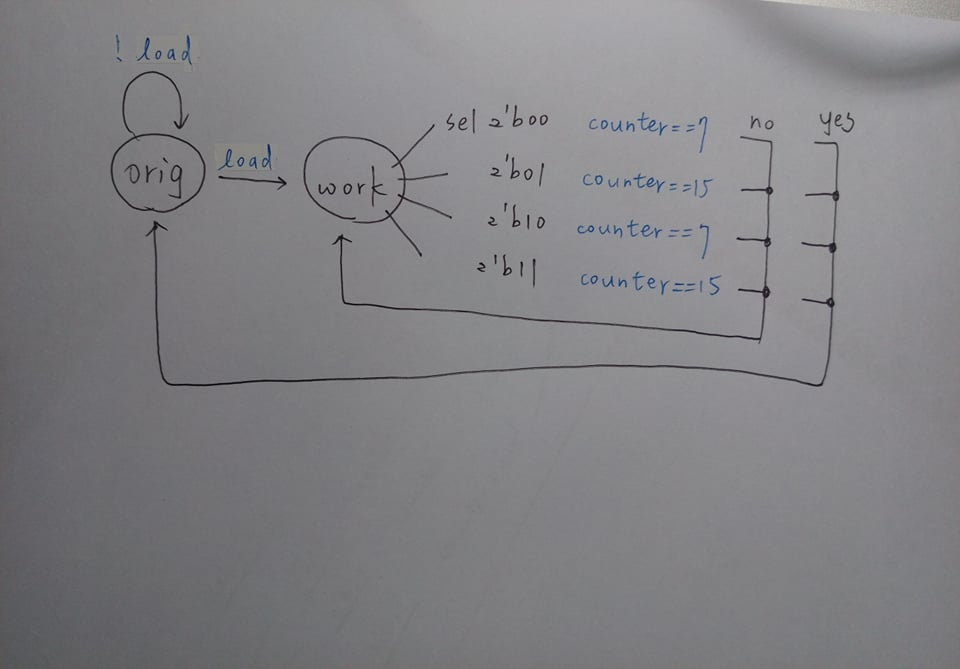 ! load
orig
load
work
sel 2'b00 counter==7 no yes
2'b01 counter==15
2'b10 counter==7
2'b11 counter==15